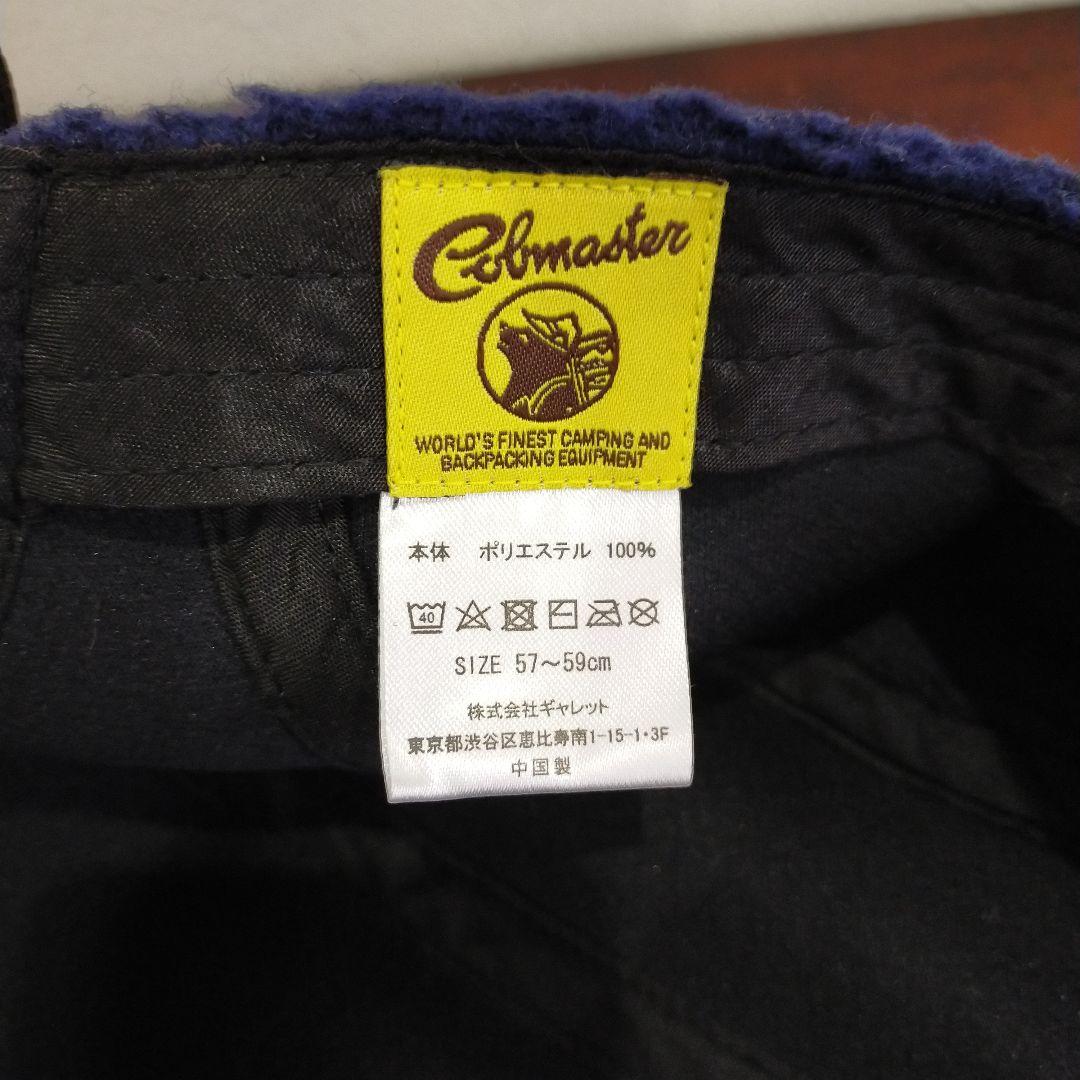 Cobmaster
WORLD'S FINEST CAMPING AND
BACKPACKING EQUIPMENT
本体 ポリエステル 100%
40
SIZE 57～59cm
株式会社ギャレット
東京都渋谷区恵比寿南1-15-1・3F
中国製